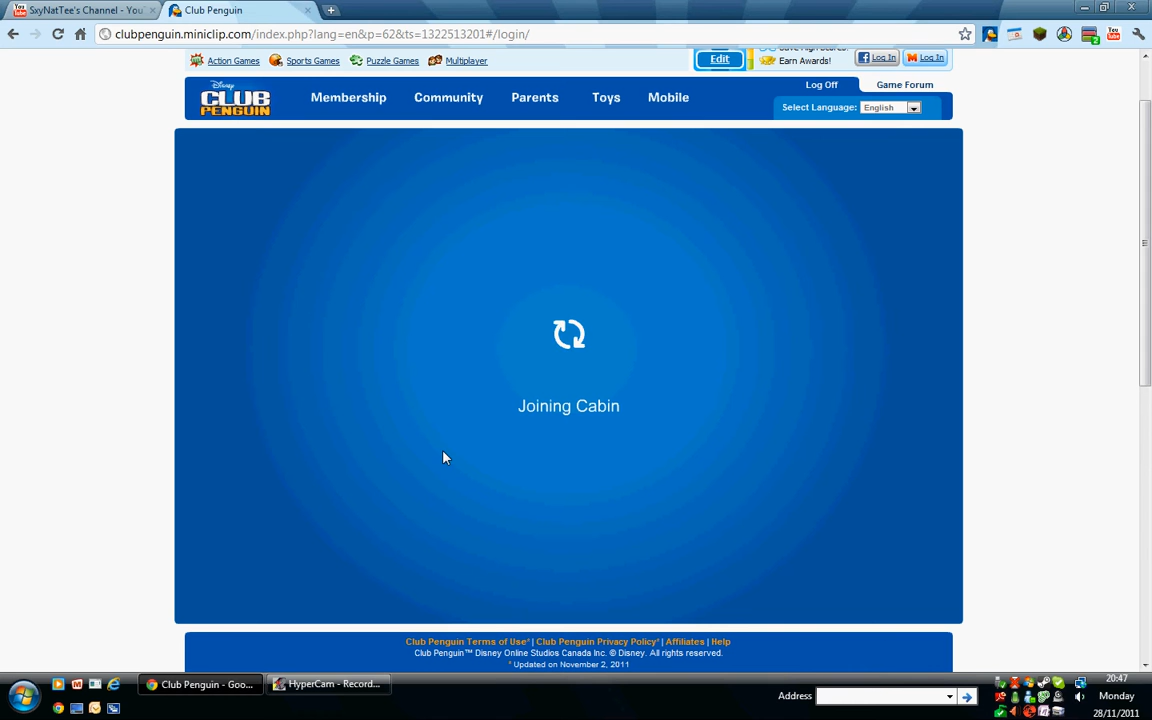 SxyNatTee's Channel - You
Club Penguin
clubpenguin.miniclip.com/index.php?lang=en&p=62&ts=1322513201#/login/
Action Games
Sports Games
Puzzle Games
Multiplayer
Edit
Earn Awards!
Log In
Log In
Disney
CLUB PENGUIN
Membership
Community
Parents
Toys
Mobile
Log Off
Game Forum
Select Language:
English
Joining Cabin
Club Penguin Terms of Use* | Club Penguin Privacy Policy* | Affiliates | Help
Club Penguin™ Disney Online Studios Canada Inc. © Disney. All rights reserved.
* Updated on November 2, 2011
Club Penguin - Goo...
HyperCam - Record...
Address
20:47
Monday
28/11/2011